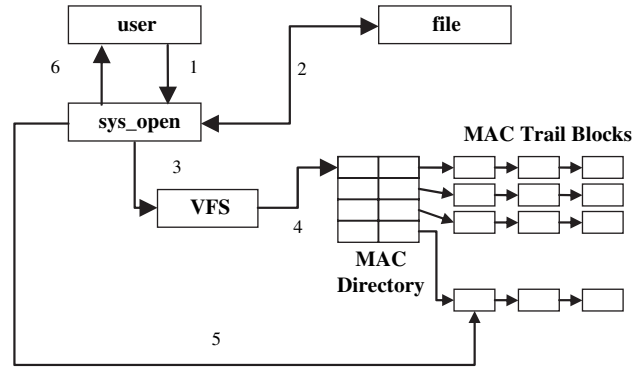 user
file
6
1
2
sys_open
MAC Trail Blocks
3
VFS
4
MAC
Directory
5